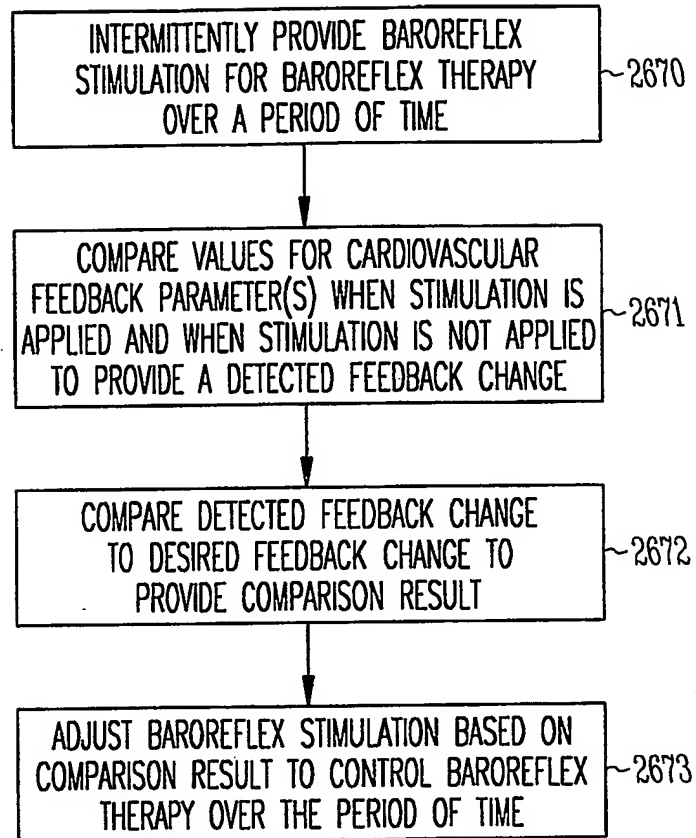 INTERMITTENTLY PROVIDE BAROREFLEX
STIMULATION FOR BAROREFLEX THERAPY
OVER A PERIOD OF TIME
2670
COMPARE VALUES FOR CARDIOVASCULAR
FEEDBACK PARAMETER(S) WHEN STIMULATION IS
APPLIED AND WHEN STIMULATION IS NOT APPLIED
TO PROVIDE A DETECTED FEEDBACK CHANGE
2671
COMPARE DETECTED FEEDBACK CHANGE
TO DESIRED FEEDBACK CHANGE TO
PROVIDE COMPARISON RESULT
2672
ADJUST BAROREFLEX STIMULATION BASED ON
COMPARISON RESULT TO CONTROL BAROREFLEX
THERAPY OVER THE PERIOD OF TIME
2673